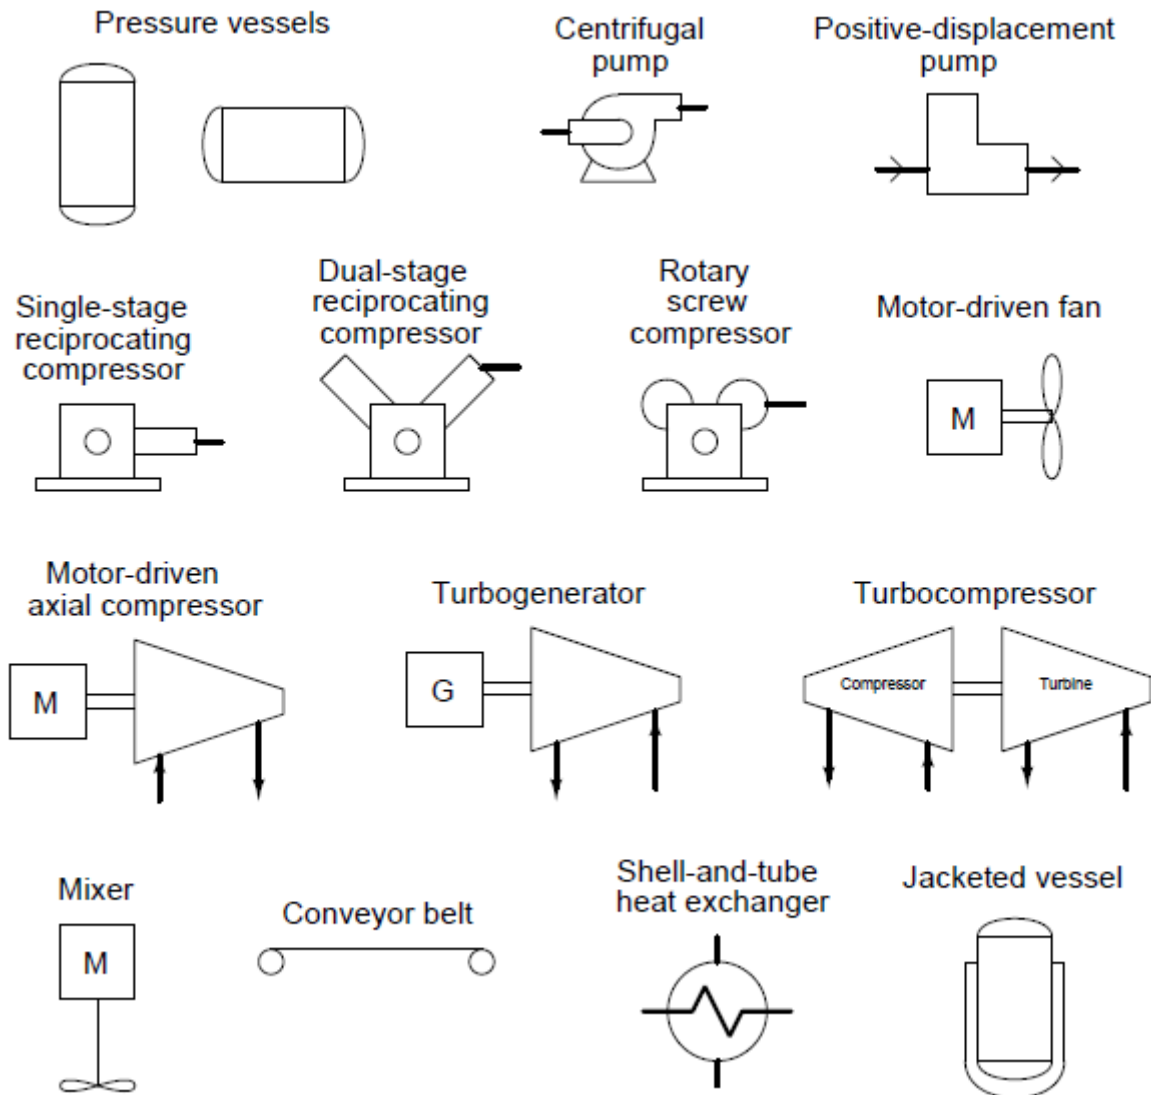 Pressure vessels
Centrifugal
pump
Positive-displacement
pump
Single-stage
reciprocating
compressor
Dual-stage
reciprocating
compressor
Rotary
screw
compressor
Motor-driven fan
M
Motor-driven
axial compressor
M
Turbogenerator
G
Turbocompressor
Compressor
Turbine
Mixer
M
Conveyor belt
Shell-and-tube
heat exchanger
Jacketed vessel